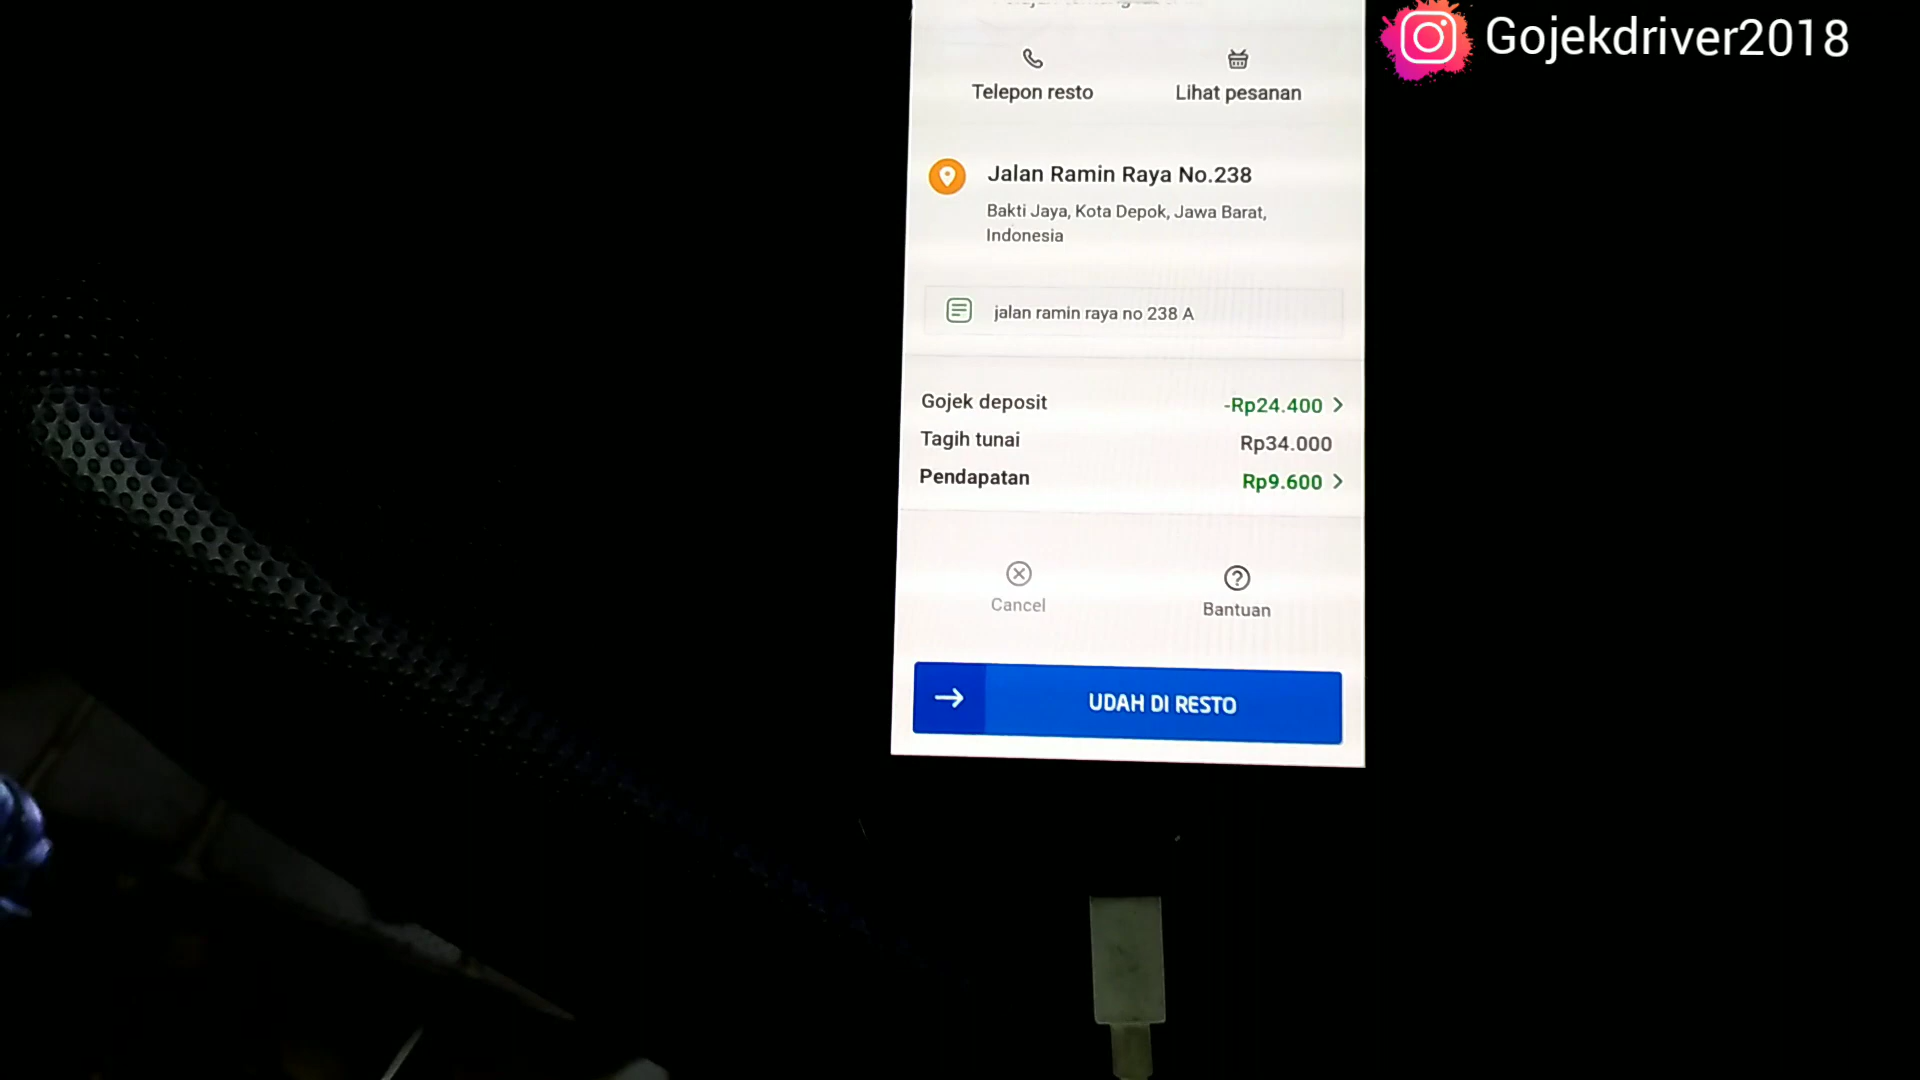 Gojekdriver2018
Telepon resto
Lihat pesanan
Jalan Ramin Raya No.238
Bakti Jaya, Kota Depok, Jawa Barat,
Indonesia
jalan ramin raya no 238 A
Gojek deposit
-Rp24.400
Tagih tunai
Rp34.000
Pendapatan
Rp9.600
Cancel
Bantuan
UDAH DI RESTO